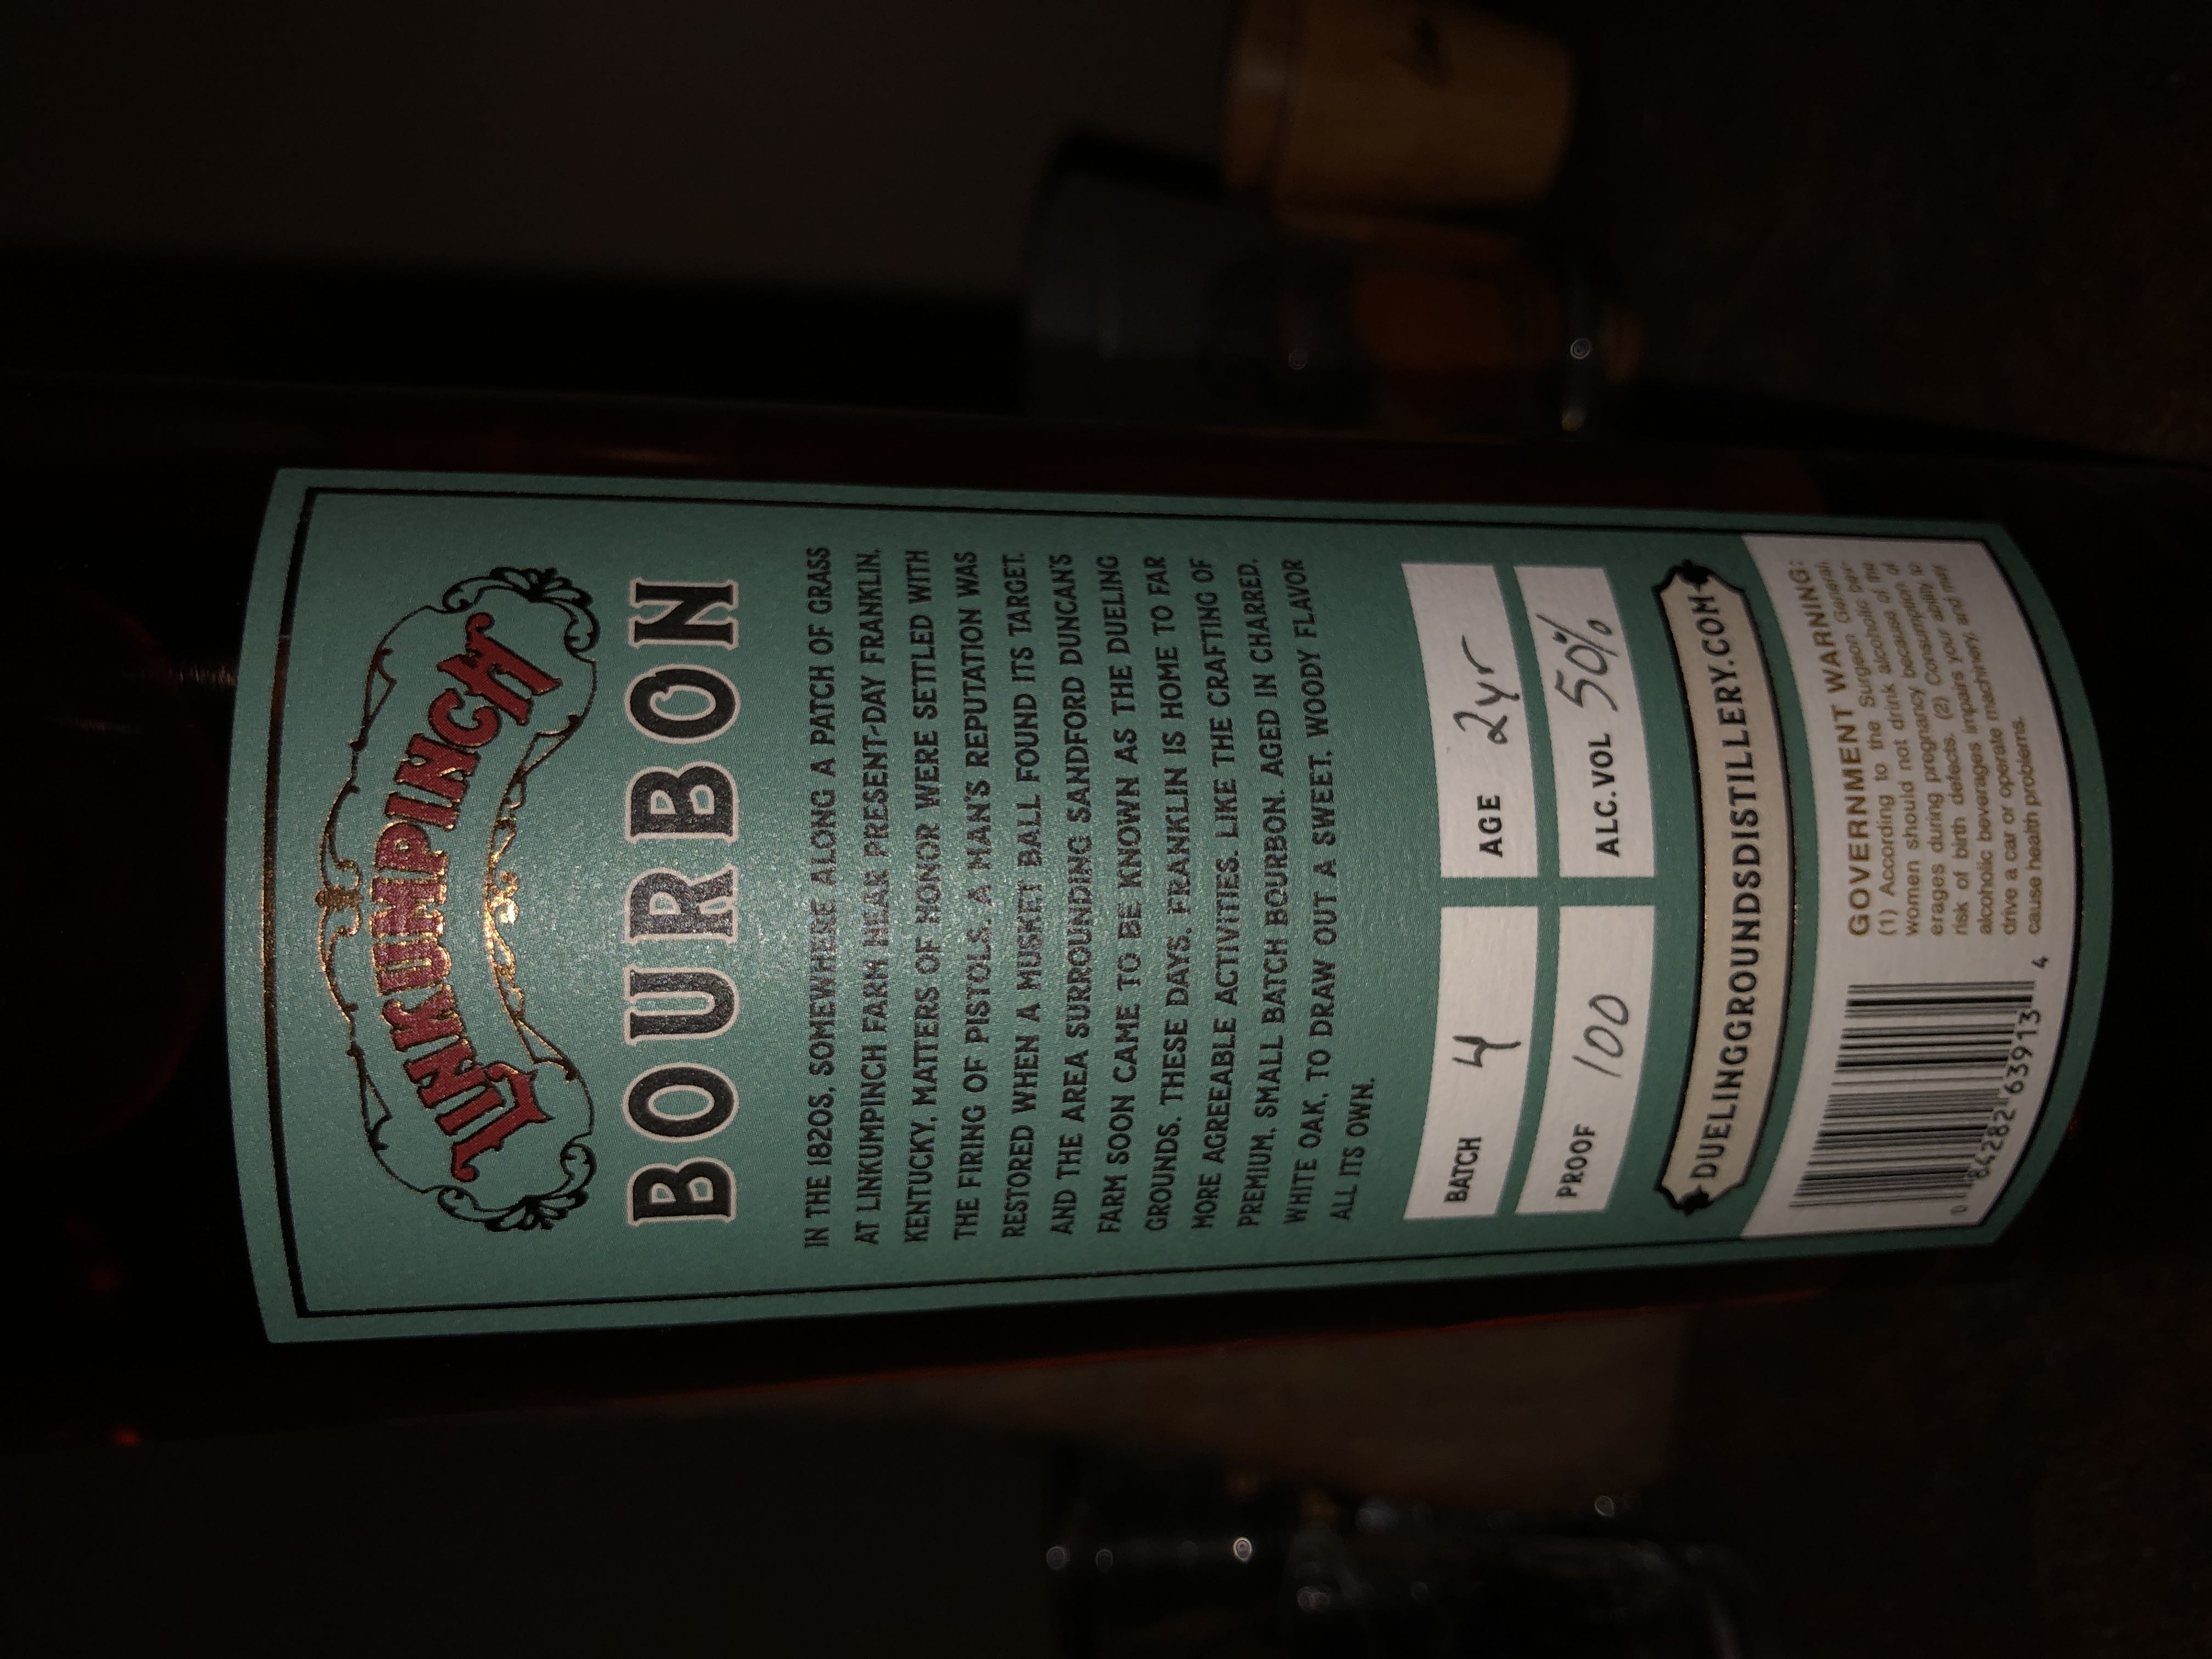 LINKUMPINCH
BOURBON
IN THE 1820S, SOMEWHERE ALONG A PATCH OF GRASS
AT LINKUMPINCH FARM NEAR PRESENT-DAY FRANKLIN,
KENTUCKY, MATTERS OF HONOR WERE SETTLED WITH
THE FIRING OF PISTOLS. A MAN'S REPUTATION WAS
RESTORED WHEN A MUSKET BALL FOUND ITS TARGET.
AND THE AREA SURROUNDING SANDFORD DUNCAN'S
FARM SOON CAME TO BE KNOWN AS THE DUELING
GROUNDS. THESE DAYS, FRANKLIN IS HOME TO FAR
MORE AGREEABLE ACTIVITIES. LIKE THE CRAFTING OF
PREMIUM, SMALL BATCH BOURBON. AGED IN CHARRED,
WHITE OAK, TO DRAW OUT A SWEET, WOODY FLAVOR
ALL ITS OWN.
BATCH 4 AGE 2yr
PROOF 100 ALC.VOL 50%
DUELINGGROUNDSDISTILLERY.COM
GOVERNMENT WARNING:
(1) According to the Surgeon General,
women should not drink alcoholic bev-
erages during pregnancy because of the
risk of birth defects. (2) Consumption of
alcoholic beverages impairs your ability to
drive a car or operate machinery, and may
cause health problems.
0 84282 63913 4